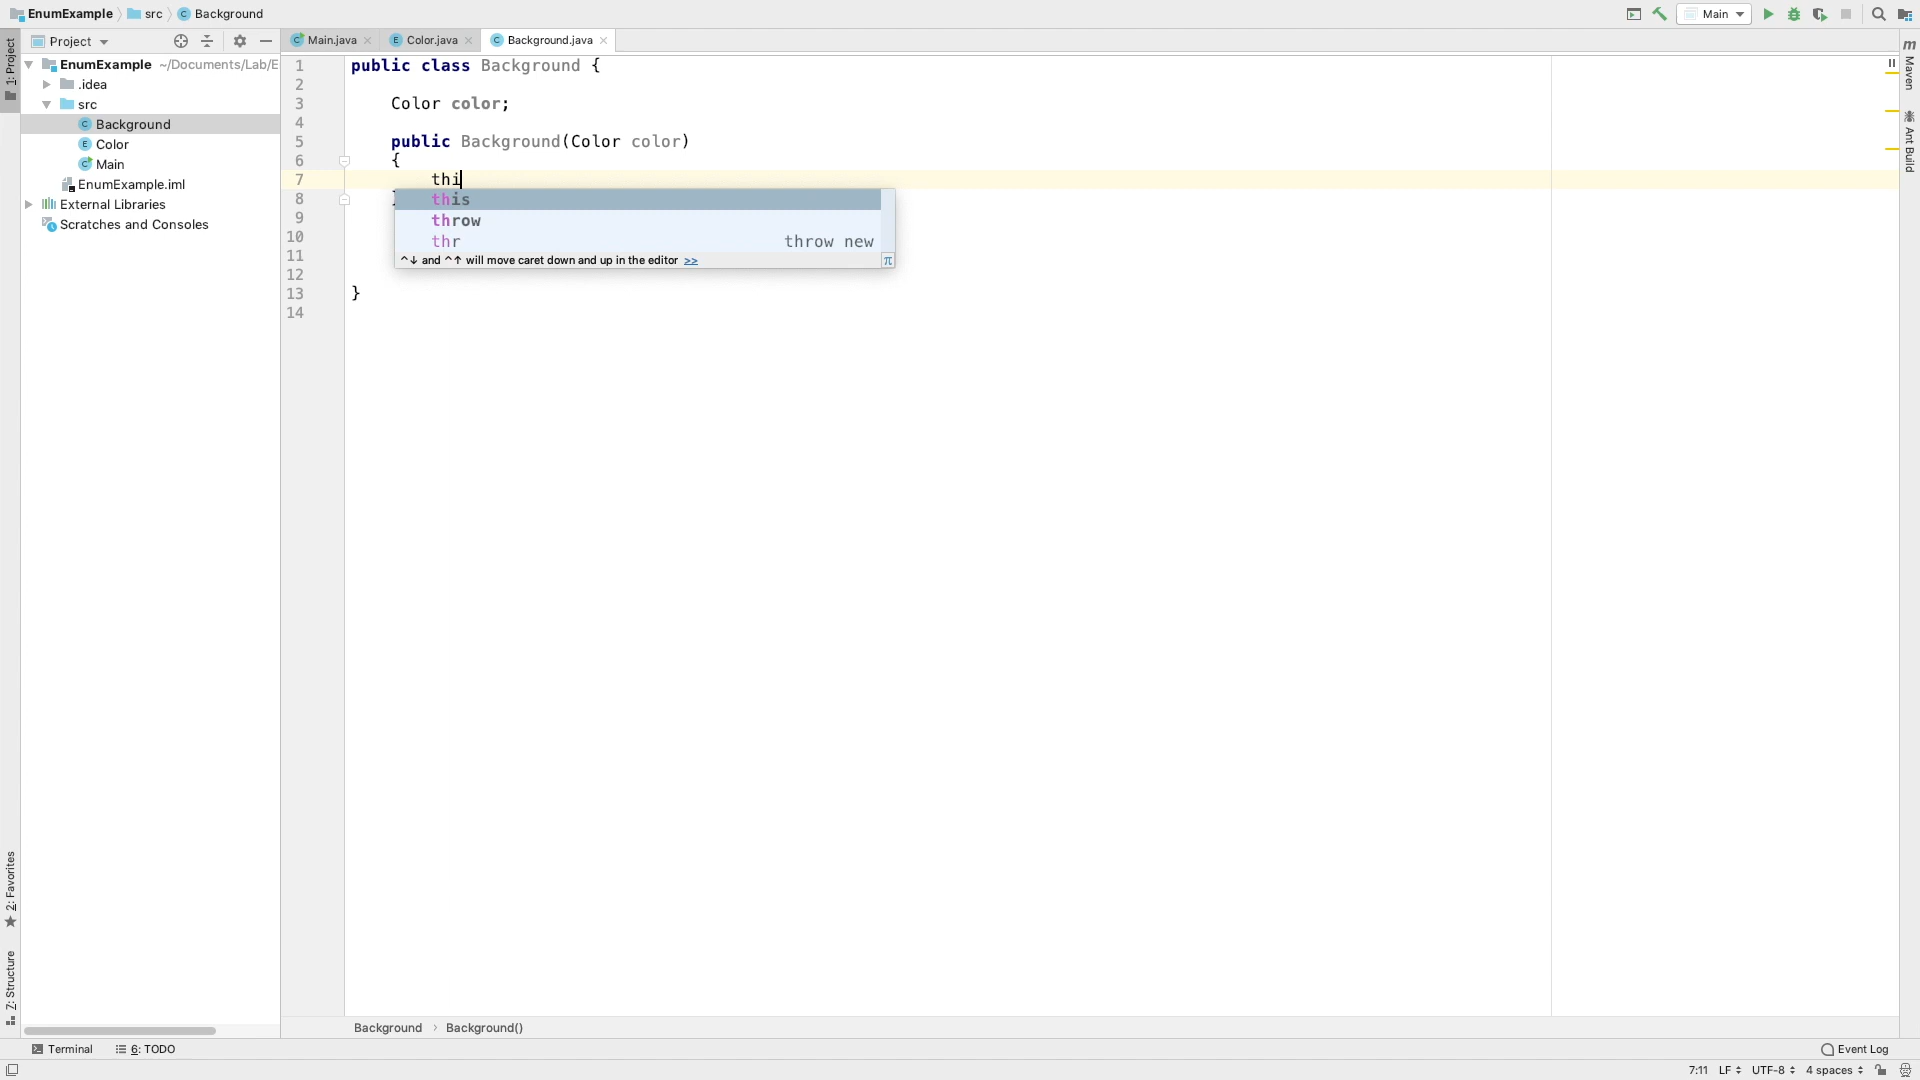 EnumExample src Background
Main
Project
Main.java Color.java Background.java
1: Project
EnumExample ~/Documents/Lab/E
.idea
src
Background
Color
Main
EnumExample.iml
External Libraries
Scratches and Consoles
1 public class Background {
2
3 Color color;
4
5 public Background(Color color)
6 {
7 thi
8
this
throw
thr throw new
^↓ and ^↑ will move caret down and up in the editor >>
π
9
10
11
12
13 }
14
m Maven
Ant Build
2: Favorites
Z: Structure
Background › Background()
Terminal 6: TODO
Event Log
7:11 LF UTF-8 4 spaces